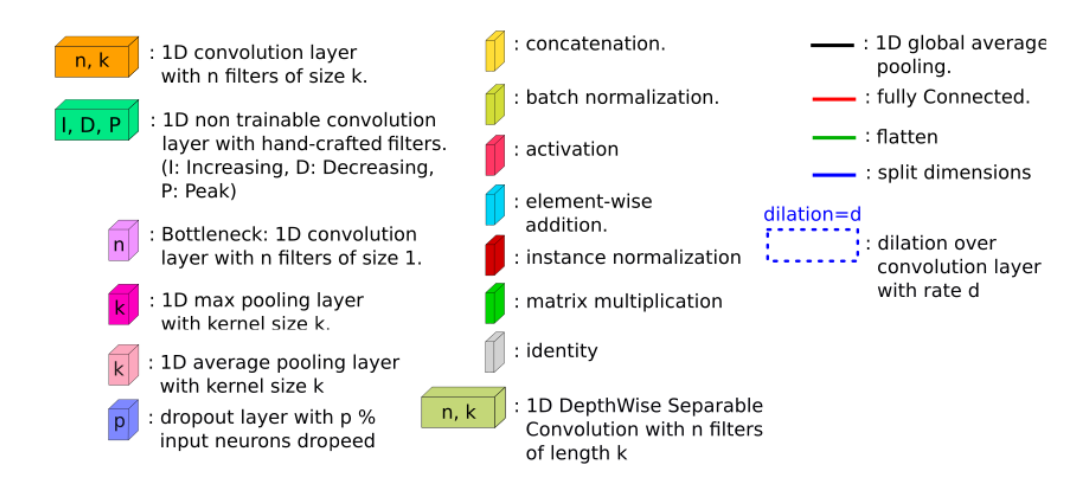 n, k
: 1D convolution layer
with n filters of size k.
I, D, P
: 1D non trainable convolution
layer with hand-crafted filters.
(I: Increasing, D: Decreasing,
P: Peak)
n
: Bottleneck: 1D convolution
layer with n filters of size 1.
k
: 1D max pooling layer
with kernel size k.
k
: 1D average pooling layer
with kernel size k
p
: dropout layer with p %
input neurons dropeed
: concatenation.
: batch normalization.
: activation
: element-wise
addition.
: instance normalization
: matrix multiplication
: identity
n, k
: 1D DepthWise Separable
Convolution with n filters
of length k
: 1D global average
pooling.
: fully Connected.
: flatten
: split dimensions
dilation=d
: dilation over
convolution layer
with rate d